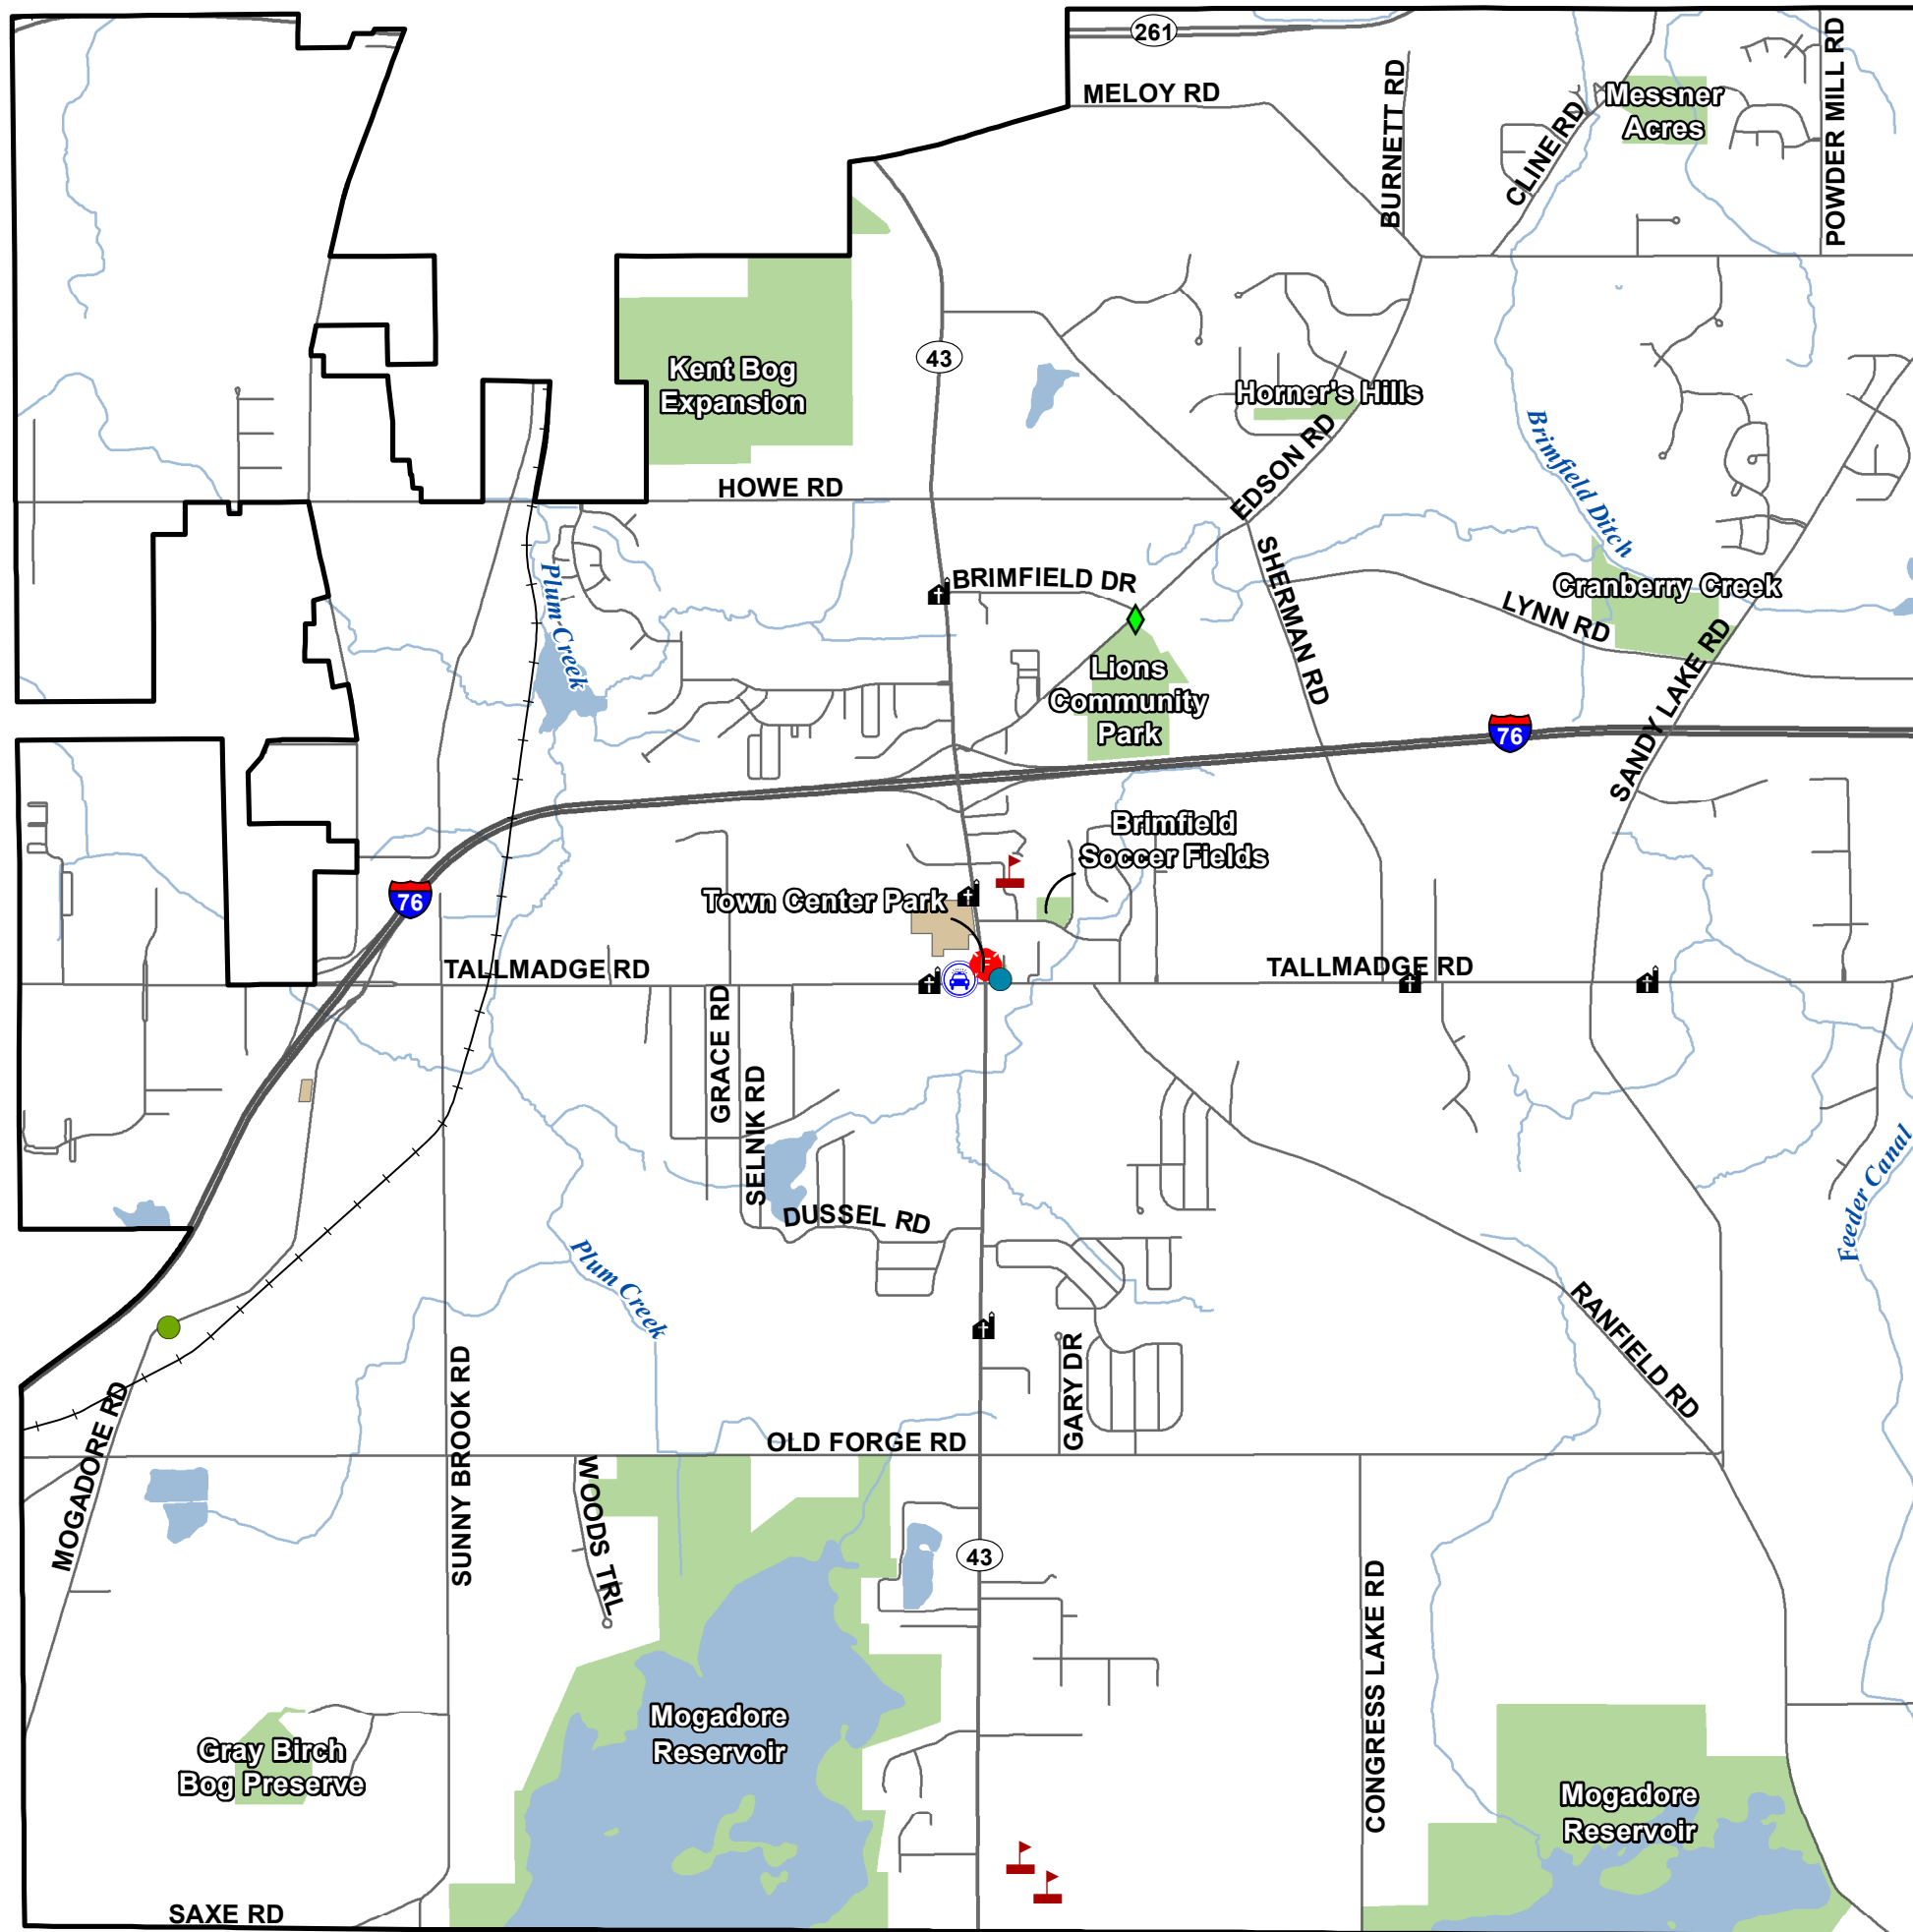 261
MELOY RD
BURNETT RD
CLINE RD
Messner
Acres
POWDER MILL RD
Kent Bog
Expansion
43
Horner's Hills
EDSON RD
HOWE RD
Brimfield Ditch
Plum Creek
BRIMFIELD DR
SHERMAN RD
Cranberry Creek
LYNN RD
Lions
Community
Park
SANDY LAKE RD
76
Brimfield
Soccer Fields
76
Town Center Park
TALLMADGE RD
TALLMADGE RD
GRACE RD
SELNIK RD
DUSSEL RD
Feeder Canal
Plum Creek
RANFIELD RD
GARY DR
MOGADORE RD
SUNNY BROOK RD
OLD FORGE RD
WOODS TRL
43
CONGRESS LAKE RD
Mogadore
Reservoir
Gray Birch
Bog Preserve
Mogadore
Reservoir
SAXE RD